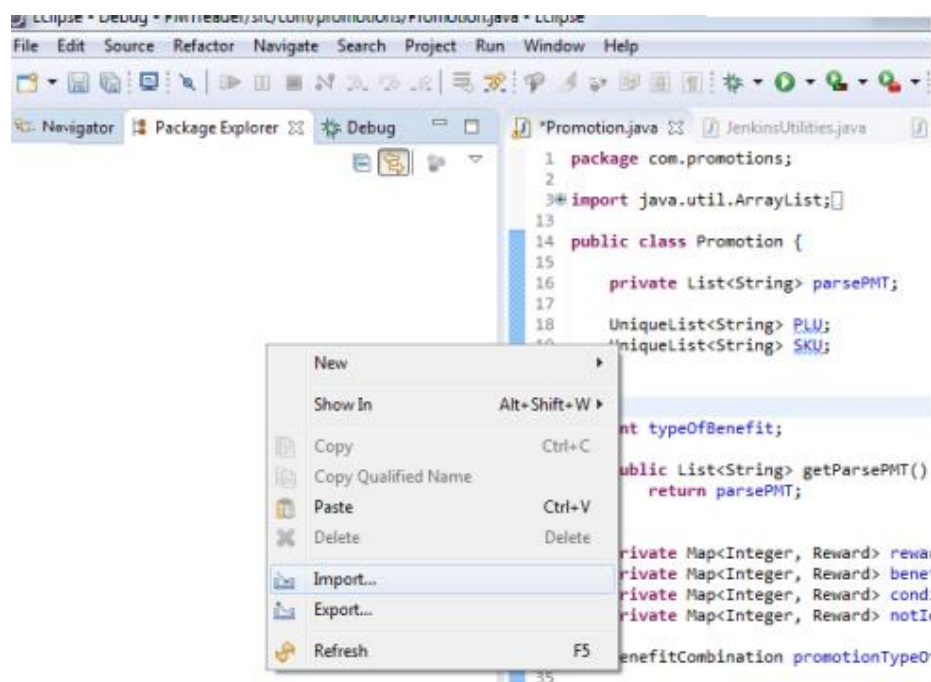 Eclipse - Debug - PMTreader/src/com/promotions/Promotion.java - Eclipse
File Edit Source Refactor Navigate Search Project Run Window Help
Navigator Package Explorer Debug
*Promotion.java JenkinsUtilities.java
1 package com.promotions;
2
3 import java.util.ArrayList;
13
14 public class Promotion {
15
16 private List<String> parsePMT;
17
18 UniqueList<String> PLU;
19 UniqueList<String> SKU;
New
Show In Alt+Shift+W
nt typeOfBenefit;
Copy Ctrl+C
ublic List<String> getParsePMT()
Copy Qualified Name
return parsePMT;
Paste Ctrl+V
Delete Delete
rivate Map<Integer, Reward> rewa
Import...
rivate Map<Integer, Reward> bene
rivate Map<Integer, Reward> cond
Export...
rivate Map<Integer, Reward>
Refresh F5
enefitCombination
35